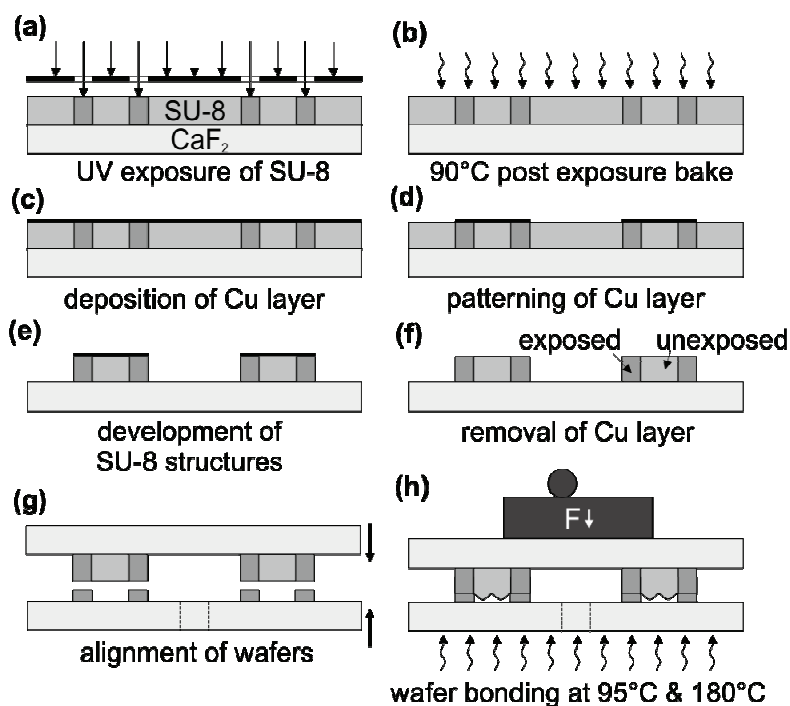 (a)
SU-8
CaF₂
UV exposure of SU-8
(b)
90°C post exposure bake
(c)
deposition of Cu layer
(d)
patterning of Cu layer
(e)
development of
SU-8 structures
(f)
exposed unexposed
removal of Cu layer
(g)
alignment of wafers
(h)
F↓
wafer bonding at 95°C & 180°C